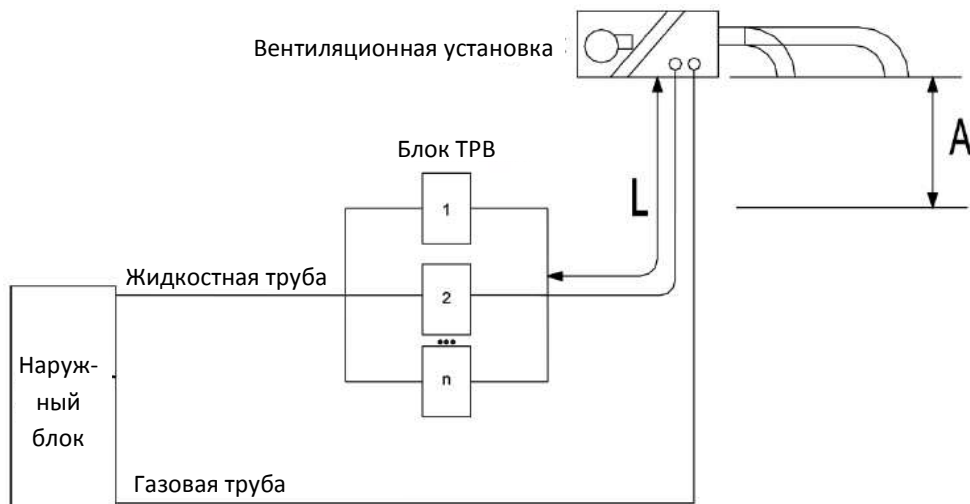 Вентиляционная установка
Блок ТРВ
1
A
L
Жидкостная труба
2
n
Наруж-
ный
блок
Газовая труба